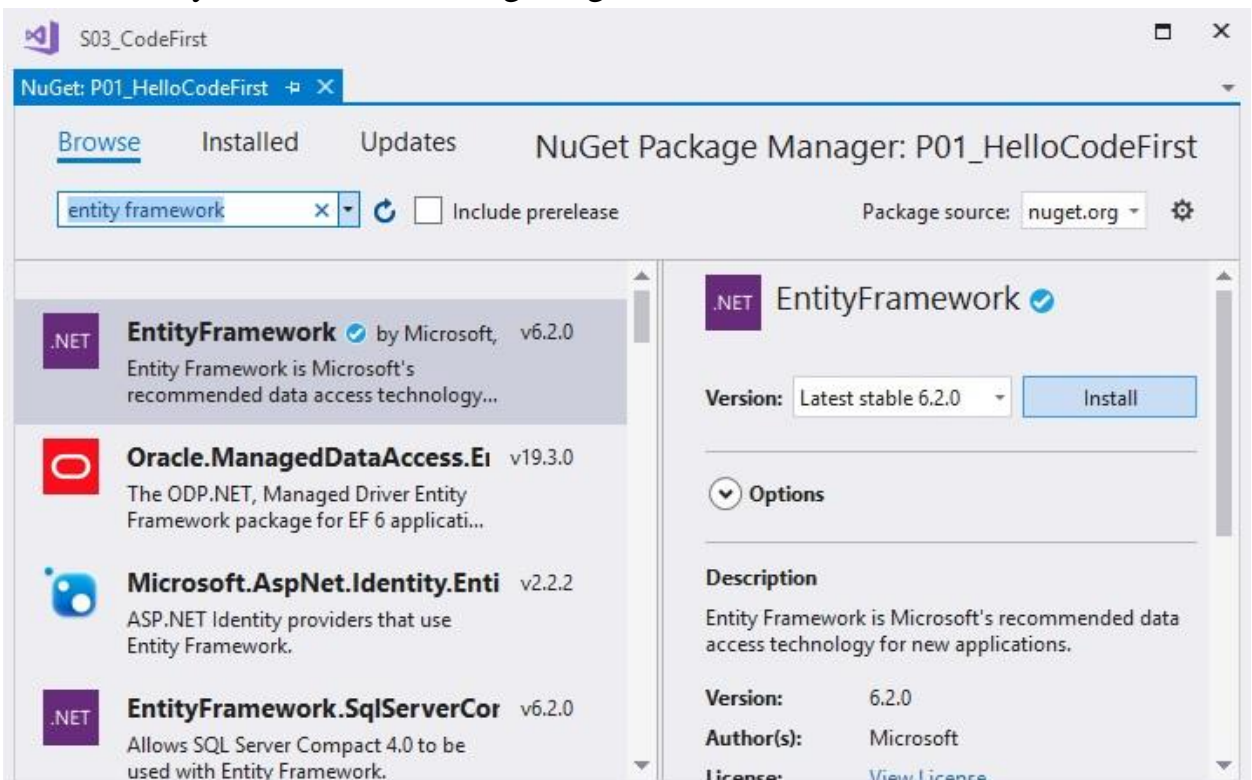 S03_CodeFirst
NuGet: P01_HelloCodeFirst
Browse Installed Updates NuGet Package Manager: P01_HelloCodeFirst
entity framework Include prerelease Package source: nuget.org
.NET EntityFramework by Microsoft, v6.2.0
Entity Framework is Microsoft's
recommended data access technology...
Oracle.ManagedDataAccess. v19.3.0
The ODP.NET, Managed Driver Entity
Framework package for EF 6 applicati...
Microsoft.AspNet.Identity.Enti v2.2.2
ASP.NET Identity providers that use
Entity Framework.
.NET EntityFramework.SqlServerCor v6.2.0
Allows SQL Server Compact 4.0 to be
used with Entity Framework.
.NET EntityFramework
Version: Latest stable 6.2.0 Install
Options
Description
Entity Framework is Microsoft's recommended data
access technology for new applications.
Version: 6.2.0
Author(s): Microsoft
License: View License